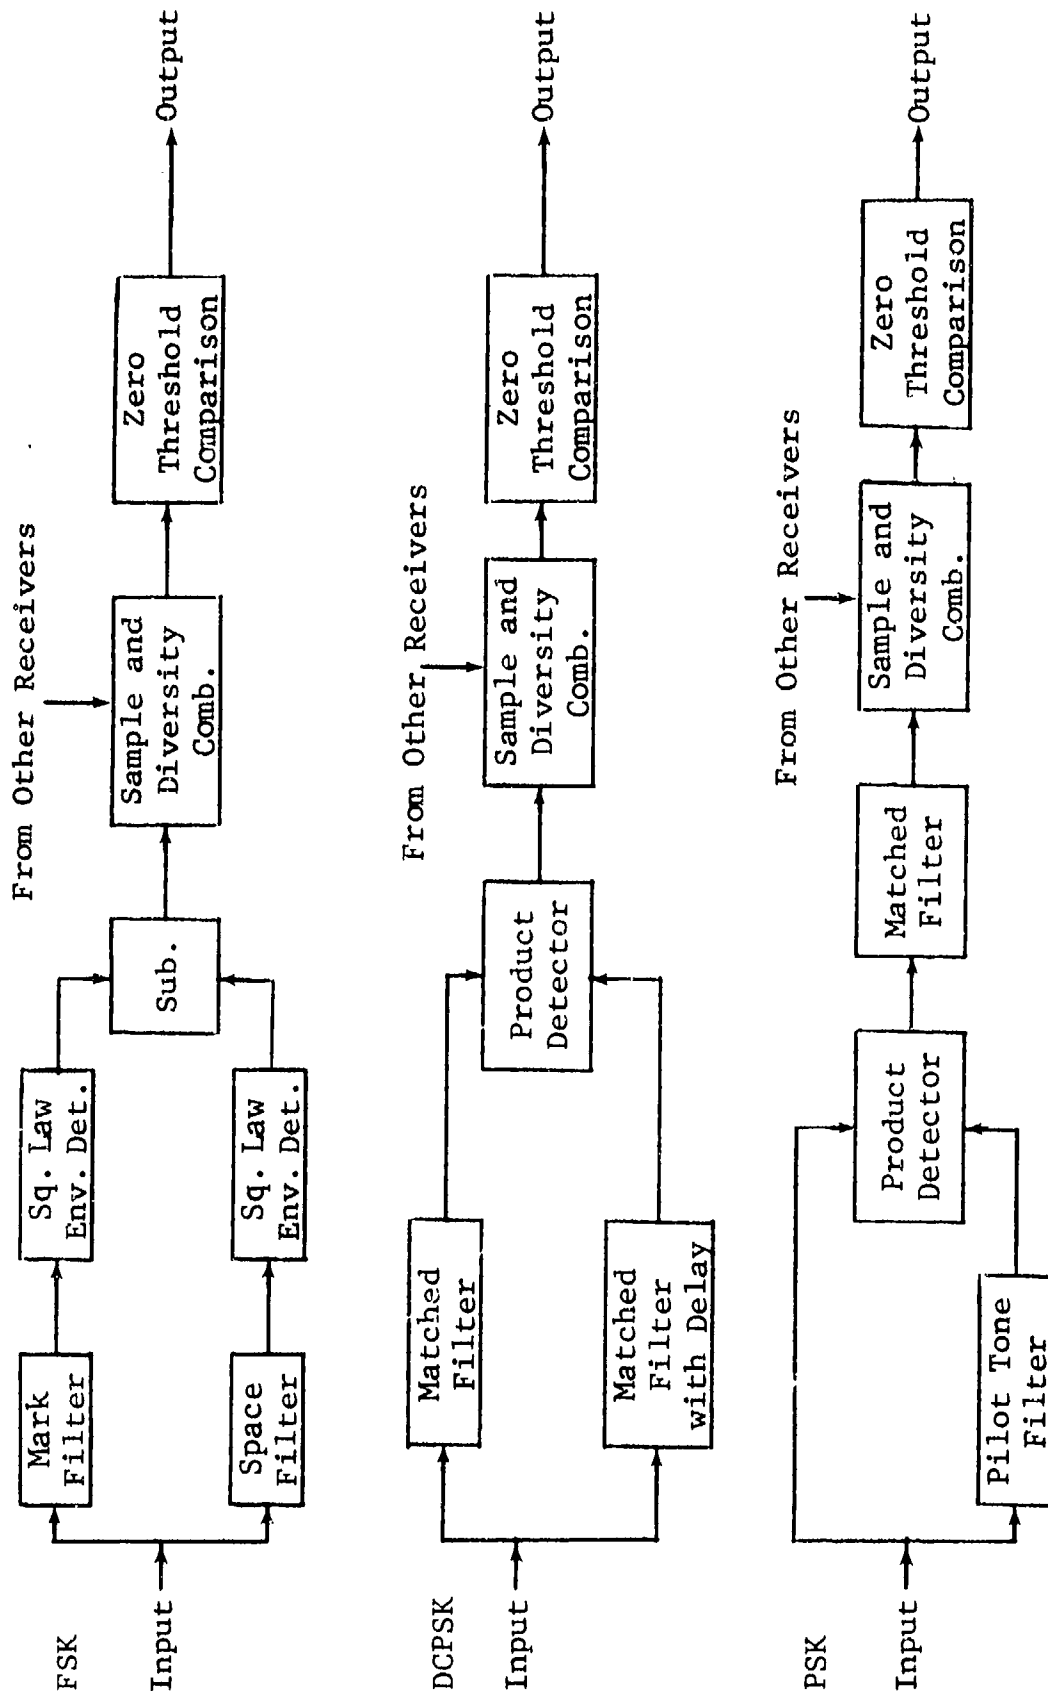 FSK
Input
Mark
Filter
Space
Filter
Sq. Law
Env. Det.
Sq. Law
Env. Det.
Sub.
From Other Receivers
Sample and
Diversity
Comb.
Zero
Threshold
Comparison
Output
DCPSK
Input
Matched
Filter
Matched
Filter
with Delay
Product
Detector
From Other Receivers
Sample and
Diversity
Comb.
Zero
Threshold
Comparison
Output
PSK
Input
Pilot Tone
Filter
Product
Detector
Matched
Filter
From Other Receivers
Sample and
Diversity
Comb.
Zero
Threshold
Comparison
Output